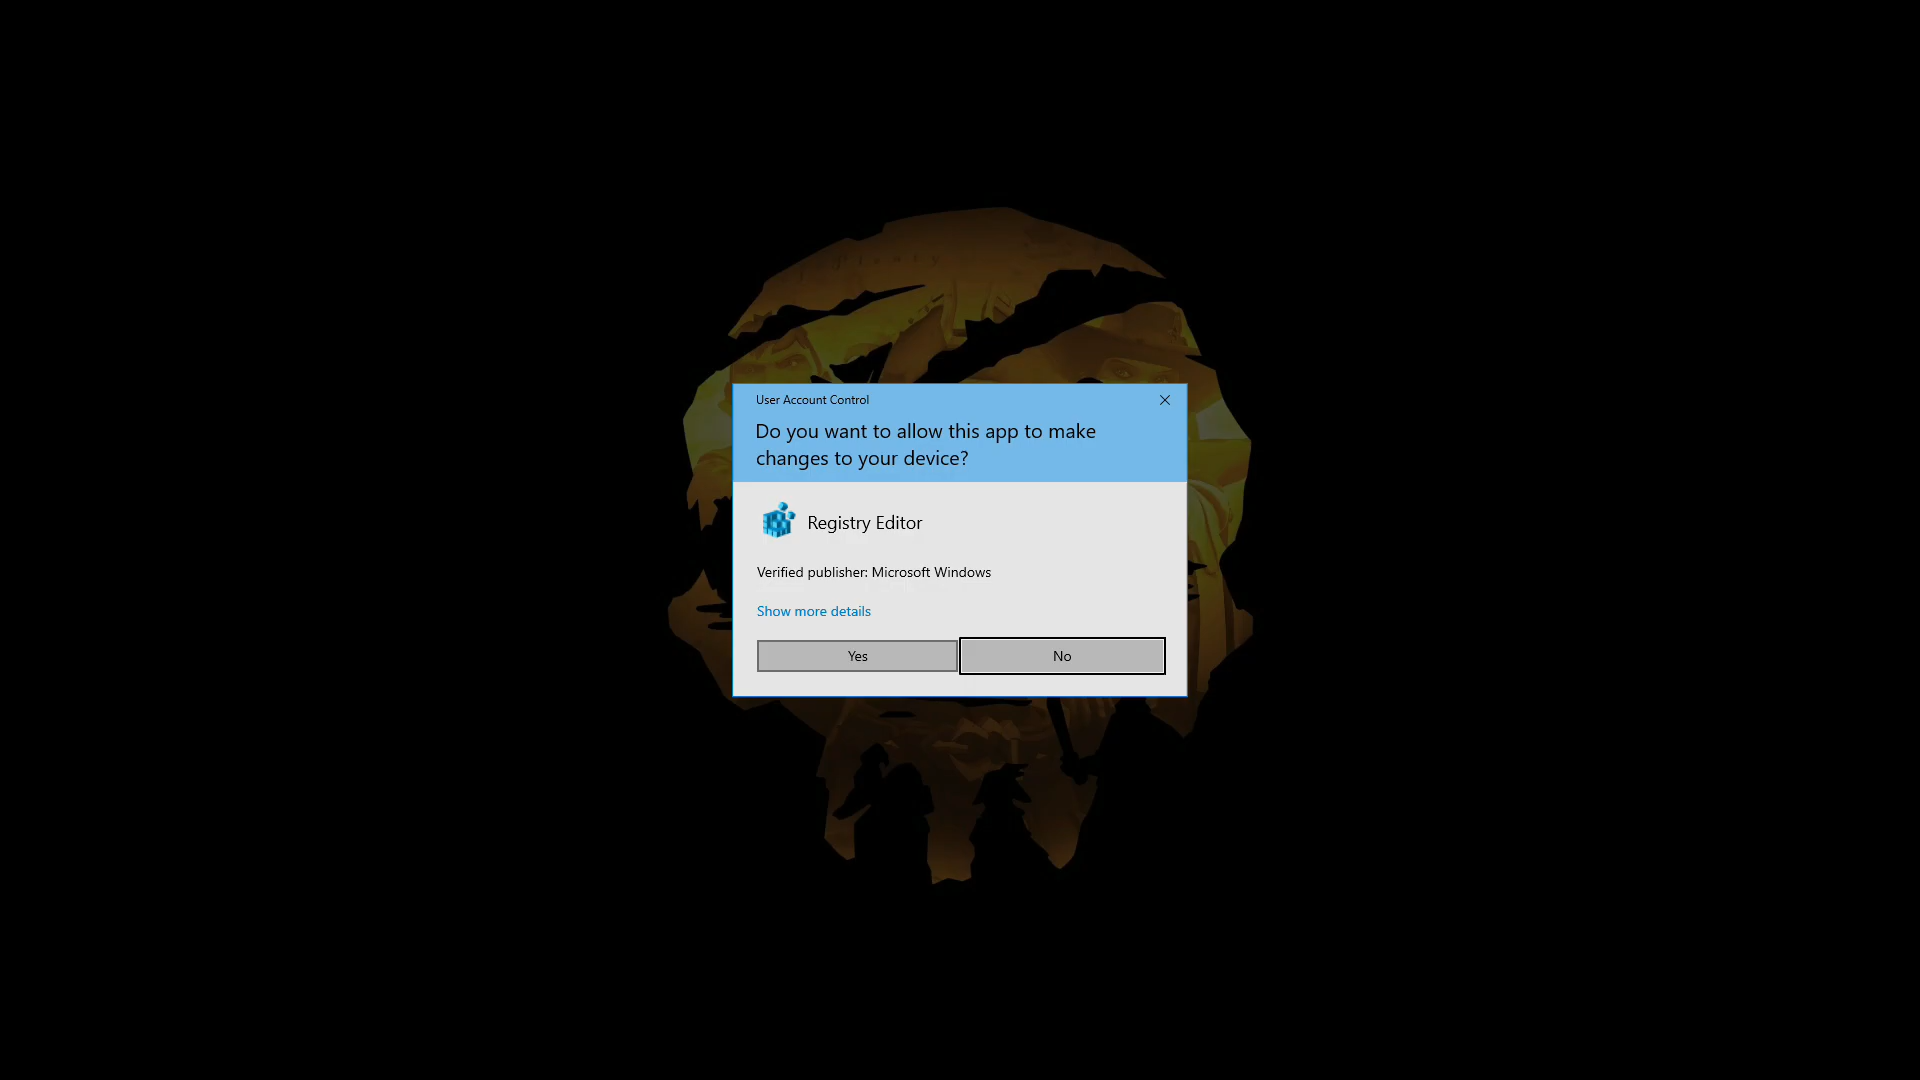 User Account Control
Do you want to allow this app to make
changes to your device?
Registry Editor
Verified publisher: Microsoft Windows
Show more details
Yes
No